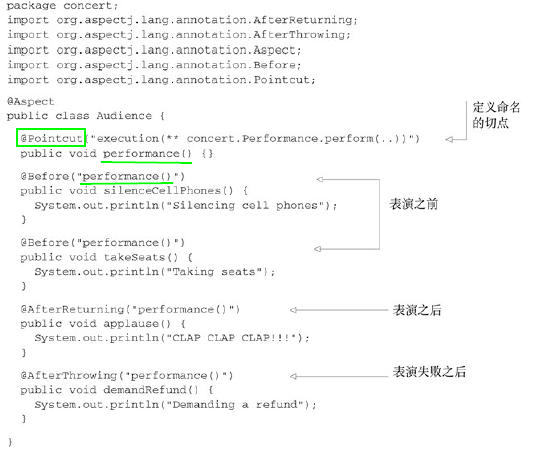 package concert;
import org.aspectj.lang.annotation.AfterReturning;
import org.aspectj.lang.annotation.AfterThrowing;
import org.aspectj.lang.annotation.Aspect;
import org.aspectj.lang.annotation.Before;
import org.aspectj.lang.annotation.Pointcut;
@Aspect
public class Audience {
定义命名
的切点
@Pointcut("execution(** concert.Performance.perform(..))")
public void performance() {}
@Before("performance()")
public void silenceCellPhones() {
System.out.println("Silencing cell phones");
}
表演之前
@Before("performance()")
public void takeSeats() {
System.out.println("Taking seats");
}
@AfterReturning("performance()")
表演之后
public void applause() {
System.out.println("CLAP CLAP CLAP!!!");
}
@AfterThrowing("performance()")
表演失败之后
public void demandRefund() {
System.out.println("Demanding a refund");
}
}